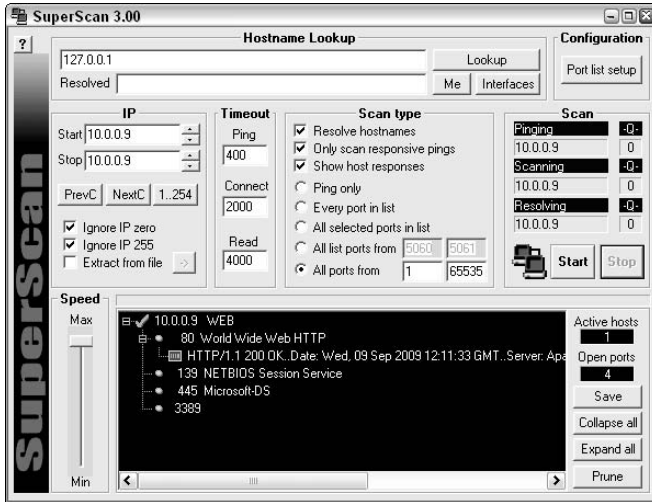 SuperScan 3.00
?
Hostname Lookup
127.0.0.1
Lookup
Resolved
Me
Interfaces
Configuration
Port list setup
SuperScan
IP
Start 10.0.0.9
Stop 10.0.0.9
PrevC
NextC
1..254
Ignore IP zero
Ignore IP 255
Extract from file
->
Timeout
Ping
400
Connect
2000
Read
4000
Scan type
Resolve hostnames
Only scan responsive pings
Show host responses
Ping only
Every port in list
All selected ports in list
All list ports from 5060 5061
All ports from 1 65535
Scan
Pinging -Q-
10.0.0.9 0
Scanning -Q-
10.0.0.9 0
Resolving -Q-
10.0.0.9 0
Start
Stop
Speed
Max
Min
10.0.0.9 WEB
80 World Wide Web HTTP
HTTP/1.1 200 OK..Date: Wed, 09 Sep 2009 12:11:33 GMT..Server: Apa
139 NETBIOS Session Service
445 Microsoft-DS
3389
Active hosts
1
Open ports
4
Save
Collapse all
Expand all
Prune